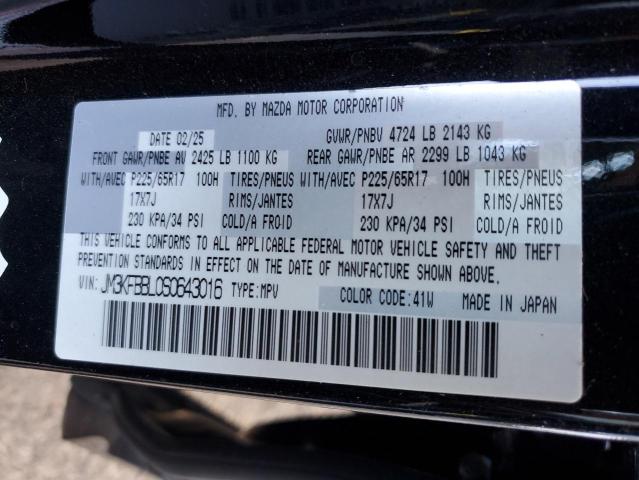 MFD. BY MAZDA MOTOR CORPORATION
DATE 02/25 GVWR/PNBV 4724 LB 2143 KG
FRONT GAWR/PNBE AV 2425 LB 1100 KG REAR GAWR/PNBE AR 2299 LB 1043 KG
WITH/AVEC P225/65R17 100H TIRES/PNEUS WITH/AVEC P225/65R17 100H TIRES/PNEUS
17X7J RIMS/JANTES 17X7J RIMS/JANTES
230 KPA/34 PSI COLD/A FROID 230 KPA/34 PSI COLD/A FROID
THIS VEHICLE CONFORMS TO ALL APPLICABLE FEDERAL MOTOR VEHICLE SAFETY AND THEFT
PREVENTION STANDARDS IN EFFECT ON THE DATE OF MANUFACTURE SHOWN ABOVE.
VIN: JM3KFBBL0S0643016 TYPE:MPV COLOR CODE:41W MADE IN JAPAN